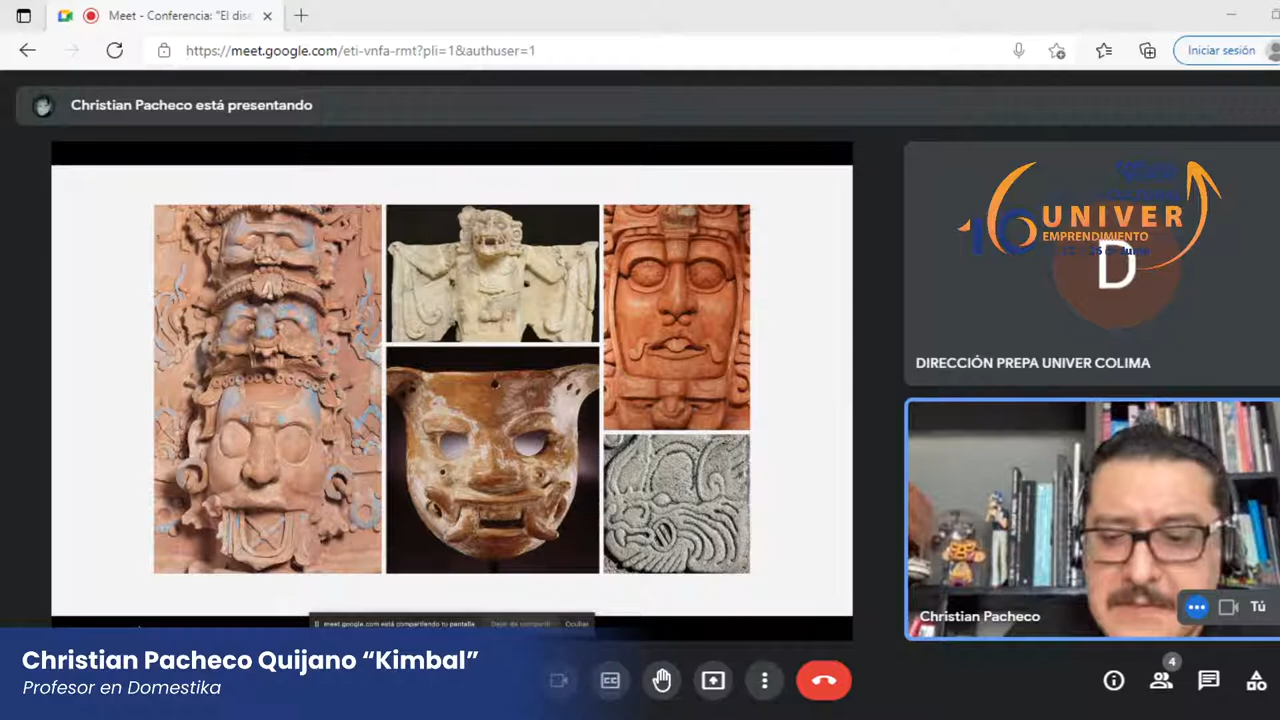 Meet - Conferencia: "El dise
https://meet.google.com/eti-vnfa-rmt?pli=1&authuser=1
Iniciar sesión
Christian Pacheco está presentando
UNIVER
EMPRENDIMIENTO
D
DIRECCIÓN PREPA UNIVER COLIMA
Christian Pacheco
Tú
meet.google.com está compartiendo tu pantalla
Ocultar
Christian Pacheco Quijano “Kimbal”
Profesor en Domestika
4